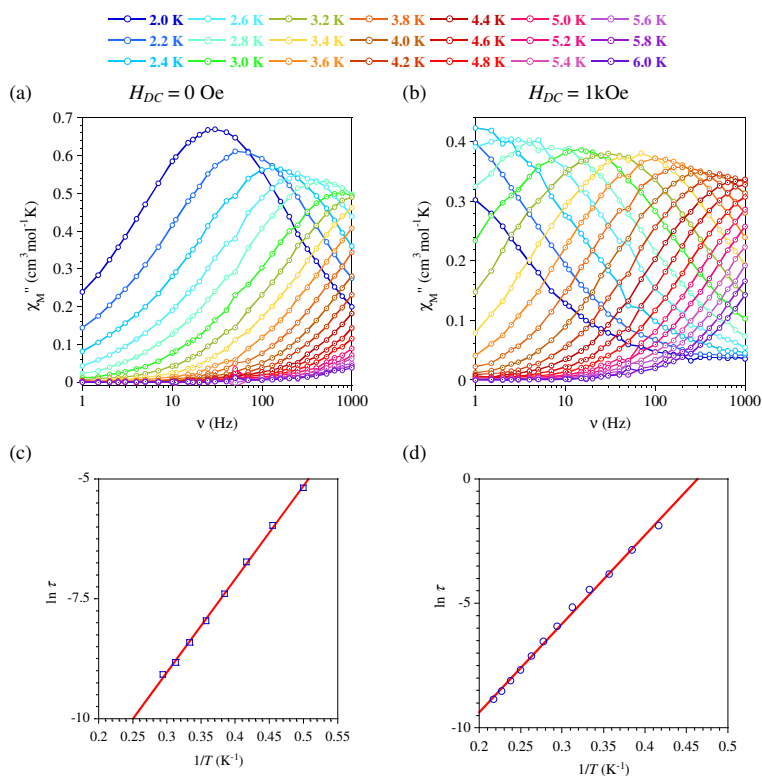 2.0 K 2.6 K 3.2 K 3.8 K 4.4 K 5.0 K 5.6 K
2.2 K 2.8 K 3.4 K 4.0 K 4.6 K 5.2 K 5.8 K
2.4 K 3.0 K 3.6 K 4.2 K 4.8 K 5.4 K 6.0 K
(a) H_DC = 0 Oe
0.7
0.6
0.5
0.4
0.3
0.2
0.1
0
χ_M" (cm³mol⁻¹K)
1 10 100 1000
ν (Hz)
(b) H_DC = 1kOe
0.4
0.3
0.2
0.1
0
χ_M" (cm³mol⁻¹K)
1 10 100 1000
ν (Hz)
(c)
-5
-7.5
-10
ln τ
0.2 0.25 0.3 0.35 0.4 0.45 0.5 0.55
1/T (K⁻¹)
(d)
0
-5
-10
ln τ
0.2 0.25 0.3 0.35 0.4 0.45 0.5
1/T (K⁻¹)